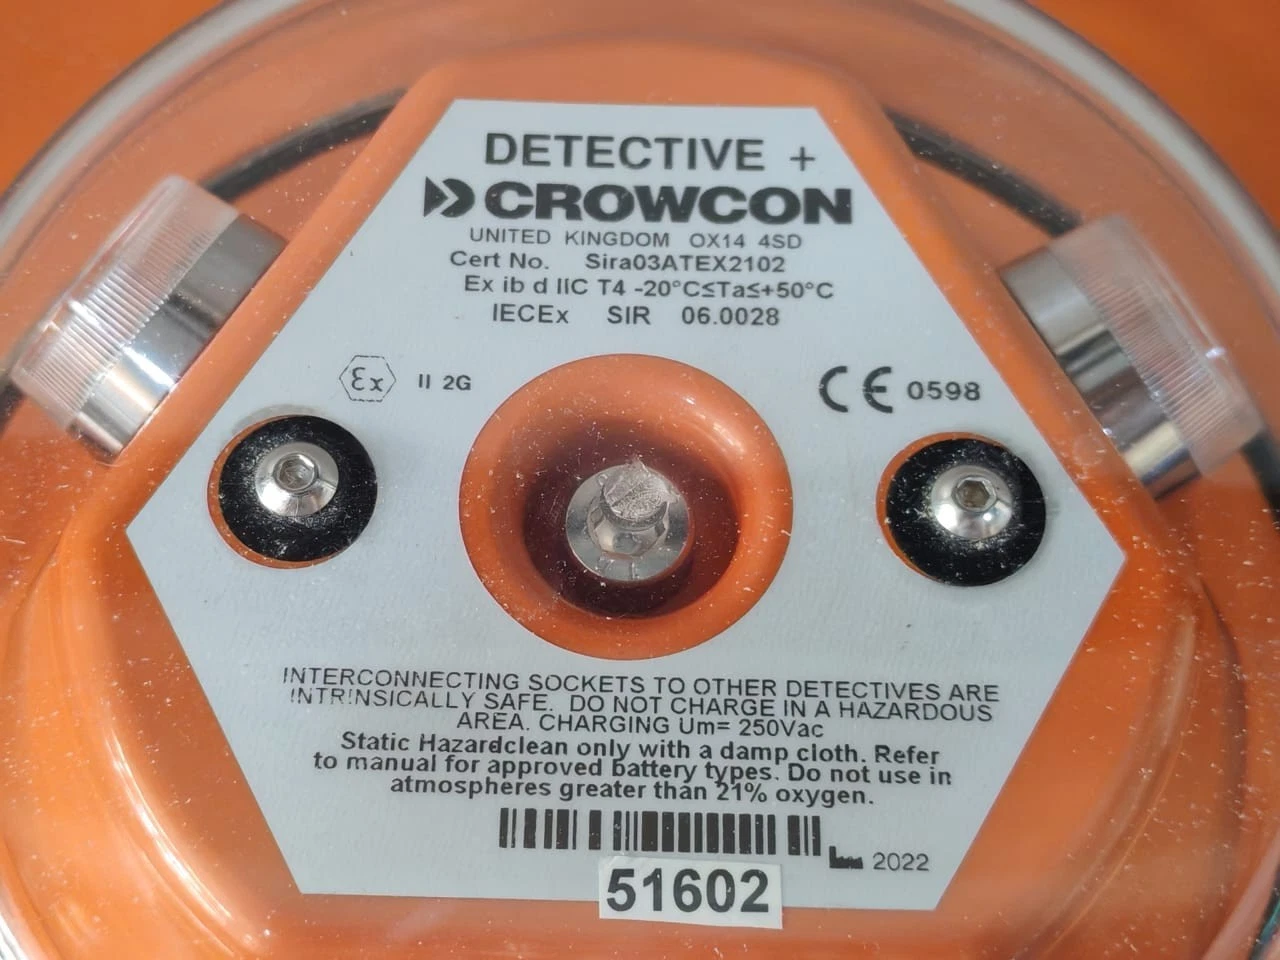 DETECTIVE +
CROWCON
UNITED KINGDOM OX14 4SD
Cert No. Sira03ATEX2102
Ex ib d IIC T4 -20°C≤Ta≤+50°C
IECEx SIR 06.0028
Ex II 2G
CE 0598
INTERCONNECTING SOCKETS TO OTHER DETECTIVES ARE
INTRINSICALLY SAFE. DO NOT CHARGE IN A HAZARDOUS
AREA. CHARGING Um= 250Vac
Static Hazardclean only with a damp cloth. Refer
to manual for approved battery types. Do not use in
atmospheres greater than 21% oxygen.
2022
51602